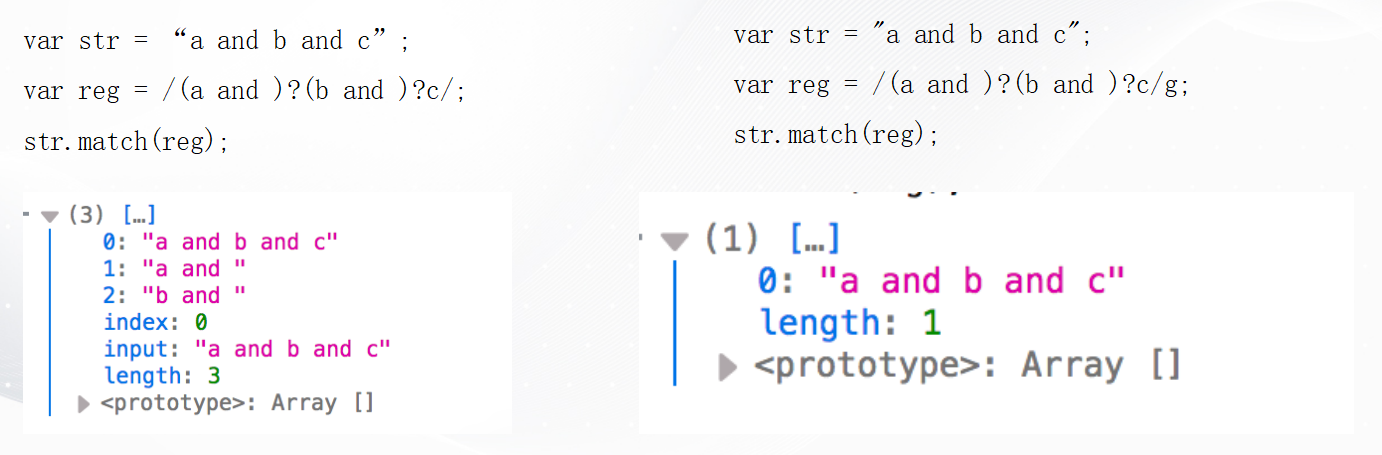 var str = “a and b and c” ;
var reg = /(a and )?(b and )?c/;
str.match(reg);
(3) […]
0: "a and b and c"
1: "a and "
2: "b and "
index: 0
input: "a and b and c"
length: 3
<prototype>: Array []
var str = "a and b and c";
var reg = /(a and )?(b and )?c/g;
str.match(reg);
(1) […]
0: "a and b and c"
length: 1
<prototype>: Array []